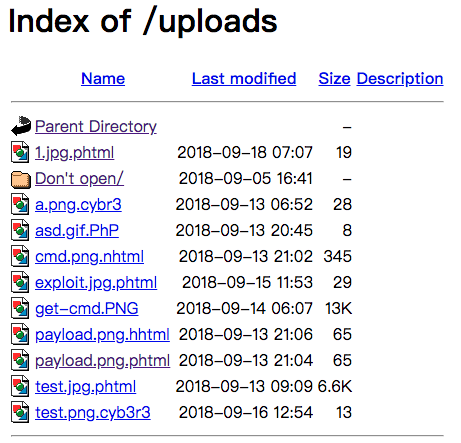 Index of /uploads
Name Last modified Size Description
Parent Directory –
1.jpg.phtml 2018-09-18 07:07 19
Don't open/ 2018-09-05 16:41 –
a.png.cybr3 2018-09-13 06:52 28
asd.gif.PhP 2018-09-13 20:45 8
cmd.png.nhtml 2018-09-13 21:02 345
exploit.jpg.phtml 2018-09-15 11:53 29
get-cmd.PNG 2018-09-14 06:07 13K
payload.png.hhtml 2018-09-13 21:06 65
payload.png.phtml 2018-09-13 21:04 65
test.jpg.phtml 2018-09-13 09:09 6.6K
test.png.cyb3r3 2018-09-16 12:54 13